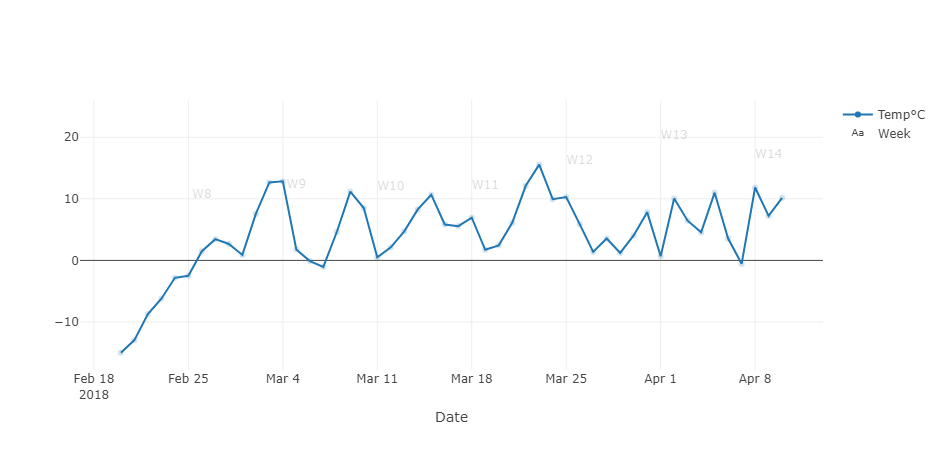 Temp°C
Aa Week
W13
W14
W12
W9
W10
W11
W8
20
10
0
−10
Feb 18 Feb 25 Mar 4 Mar 11 Mar 18 Mar 25 Apr 1 Apr 8
2018
Date